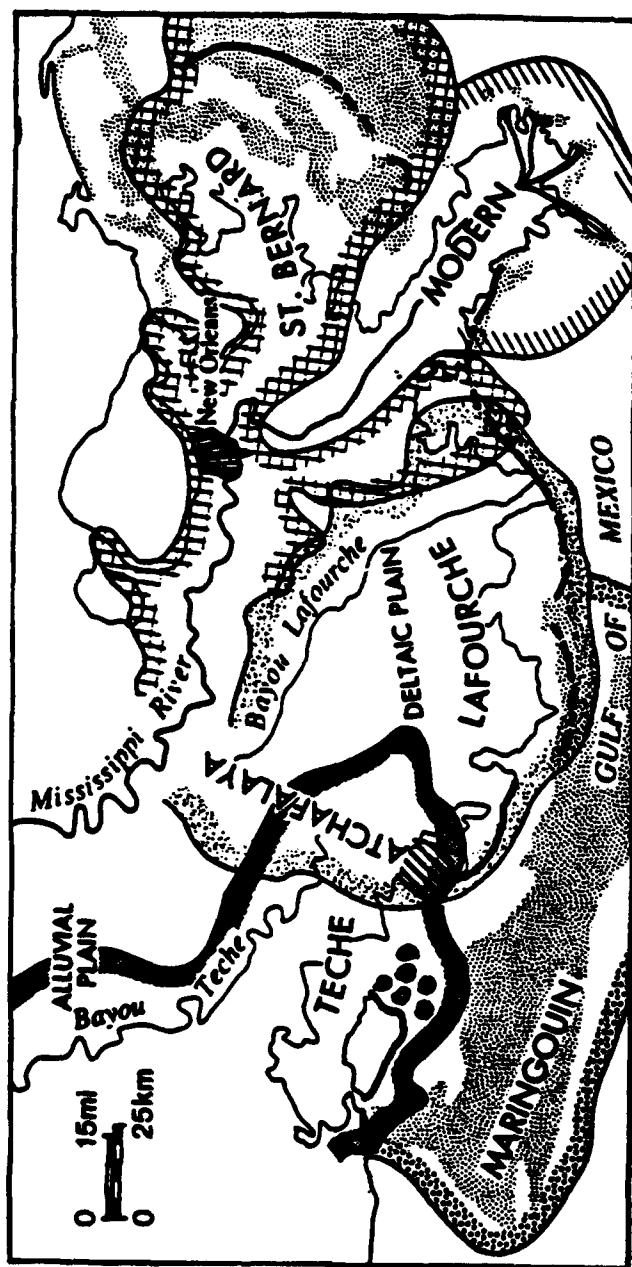 0 15mi
0 25km
ALLUVIAL
PLAIN
Mississippi River
Bayou Teche
ATCHAFALAYA
TECHE
Bayou Lafourche
DELTAIC PLAIN
LAFOURCHE
New Orleans
ST. BERNARD
MODERN
MARINGOUIN
GULF OF MEXICO